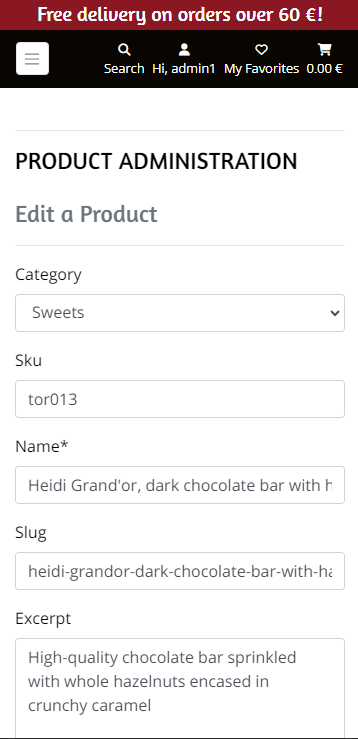 Free delivery on orders over 60 €!
Search Hi, admin1 My Favorites 0.00 €
PRODUCT ADMINISTRATION
Edit a Product
Category
Sweets
Sku
tor013
Name*
Heidi Grand'or, dark chocolate bar with h
Slug
heidi-grandor-dark-chocolate-bar-with-ha
Excerpt
High-quality chocolate bar sprinkled
with whole hazelnuts encased in
crunchy caramel